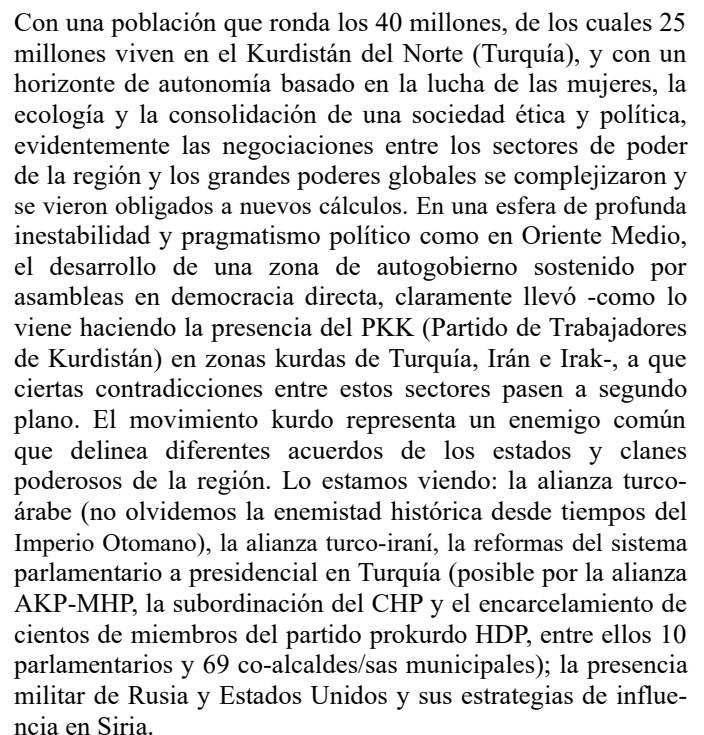 Con una población que ronda los 40 millones, de los cuales 25
millones viven en el Kurdistán del Norte (Turquía), y con un
horizonte de autonomía basado en la lucha de las mujeres, la
ecología y la consolidación de una sociedad ética y política,
evidentemente las negociaciones entre los sectores de poder
de la región y los grandes poderes globales se complejizaron y
se vieron obligados a nuevos cálculos. En una esfera de profunda
inestabilidad y pragmatismo político como en Oriente Medio,
el desarrollo de una zona de autogobierno sostenido por
asambleas en democracia directa, claramente llevó -como lo
viene haciendo la presencia del PKK (Partido de Trabajadores
de Kurdistán) en zonas kurdas de Turquía, Irán e Irak-, a que
ciertas contradicciones entre estos sectores pasen a segundo
plano. El movimiento kurdo representa un enemigo común
que delinea diferentes acuerdos de los estados y clanes
poderosos de la región. Lo estamos viendo: la alianza turco-
árabe (no olvidemos la enemistad histórica desde tiempos del
Imperio Otomano), la alianza turco-iraní, la reformas del sistema
parlamentario a presidencial en Turquía (posible por la alianza
AKP-MHP, la subordinación del CHP y el encarcelamiento de
cientos de miembros del partido prokurdo HDP, entre ellos 10
parlamentarios y 69 co-alcaldes/sas municipales); la presencia
militar de Rusia y Estados Unidos y sus estrategias de influe-
ncia en Siria.